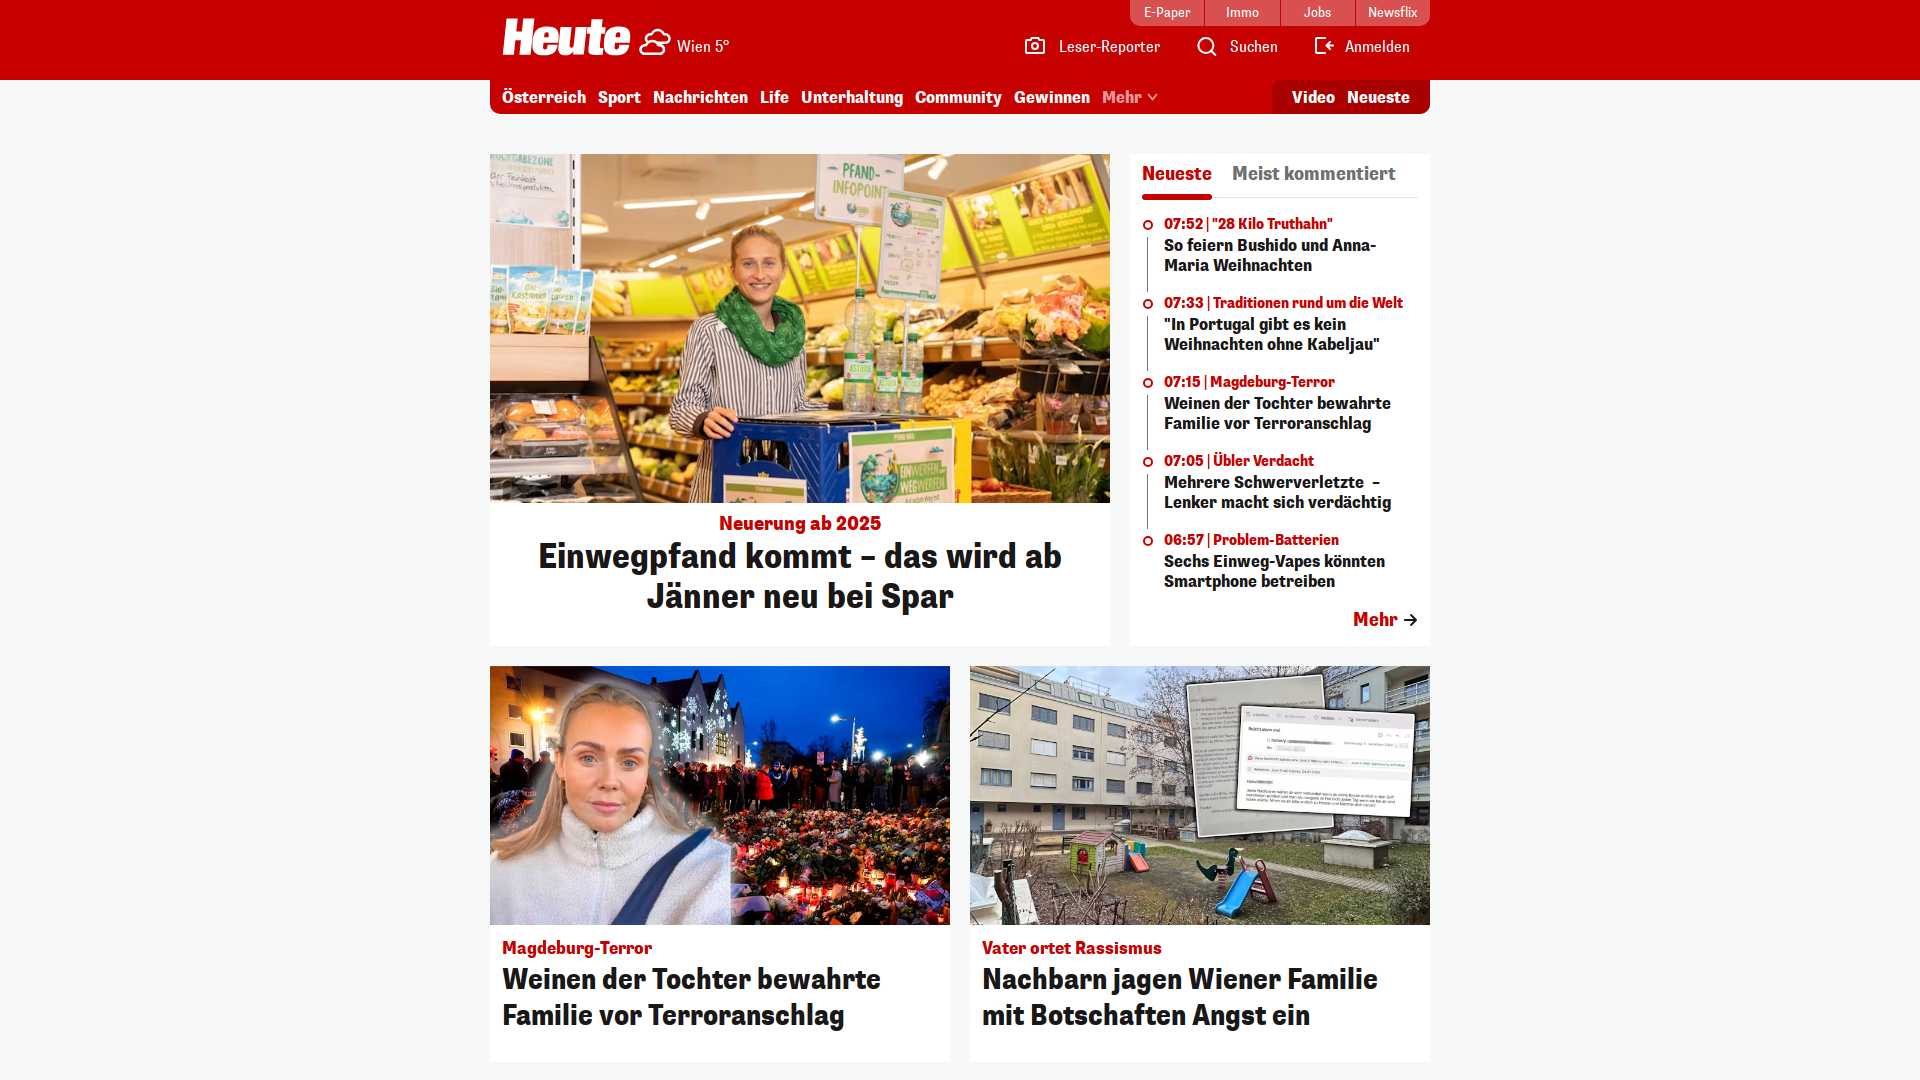 E-Paper
Immo
Jobs
Newsflix
Heute
Wien 5°
Leser-Reporter
Suchen
Anmelden
Österreich
Sport
Nachrichten
Life
Unterhaltung
Community
Gewinnen
Mehr
Video
Neueste
PFAND-
INFOPOINT
EINWERFEN
WEGWERFEN
Neuerung ab 2025
Einwegpfand kommt – das wird ab
Jänner neu bei Spar
Neueste
Meist kommentiert
07:52 | "28 Kilo Truthahn"
So feiern Bushido und Anna-
Maria Weihnachten
07:33 | Traditionen rund um die Welt
"In Portugal gibt es kein
Weihnachten ohne Kabeljau"
07:15 | Magdeburg-Terror
Weinen der Tochter bewahrte
Familie vor Terroranschlag
07:05 | Übler Verdacht
Mehrere Schwerverletzte –
Lenker macht sich verdächtig
06:57 | Problem-Batterien
Sechs Einweg-Vapes könnten
Smartphone betreiben
Mehr
Magdeburg-Terror
Weinen der Tochter bewahrte
Familie vor Terroranschlag
Vater ortet Rassismus
Nachbarn jagen Wiener Familie
mit Botschaften Angst ein